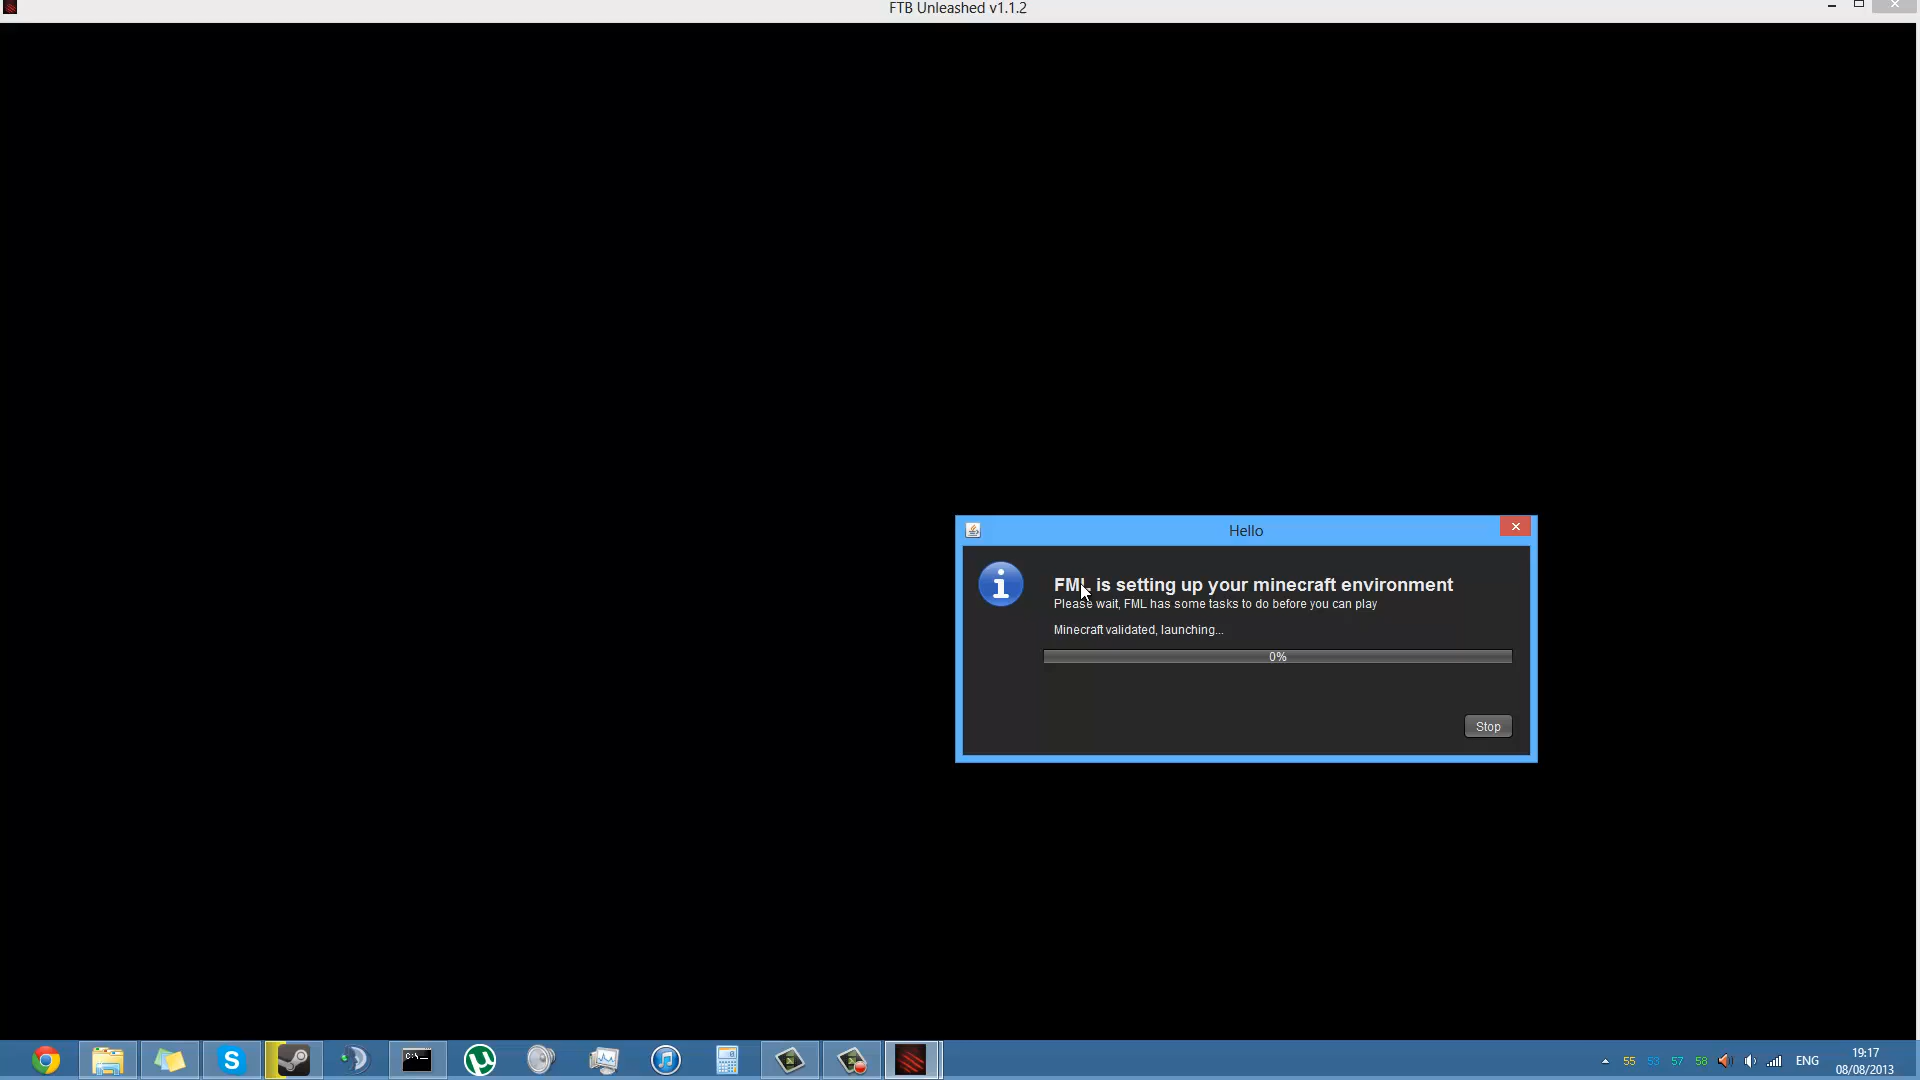 FTB Unleashed v1.1.2
Hello
FML is setting up your minecraft environment
Please wait, FML has some tasks to do before you can play
Minecraft validated, launching...
0%
Stop
C:\
55 53 57 58 ENG
19:17
08/08/2013